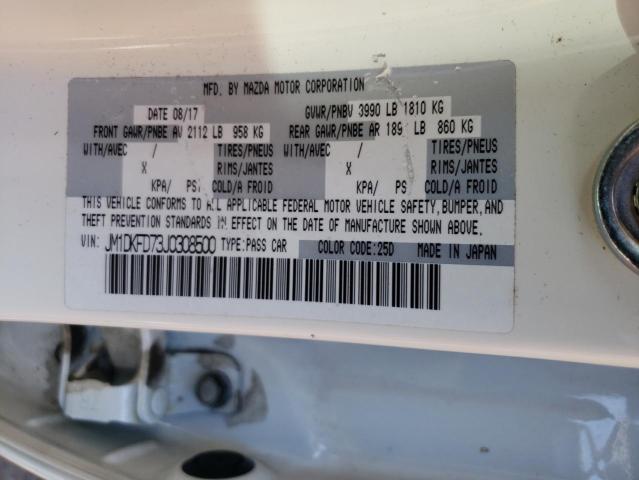 MFD. BY MAZDA MOTOR CORPORATION
DATE 08/17 GVWR/PNBV 3990 LB 1810 KG
FRONT GAWR/PNBE AV 2112 LB 958 KG REAR GAWR/PNBE AR 189 LB 860 KG
WITH/AVEC / TIRES/PNEUS WITH/AVEC / TIRES/PNEUS
X RIMS/JANTES X RIMS/JANTES
KPA/ PSI COLD/A FROID KPA/ PS COLD/A FROID
THIS VEHICLE CONFORMS TO ALL APPLICABLE FEDERAL MOTOR VEHICLE SAFETY, BUMPER, AND
THEFT PREVENTION STANDARDS IN EFFECT ON THE DATE OF MANUFACTURE SHOWN ABOVE.
VIN: JM1DKFD73J0308500 TYPE:PASS CAR COLOR CODE:25D MADE IN JAPAN